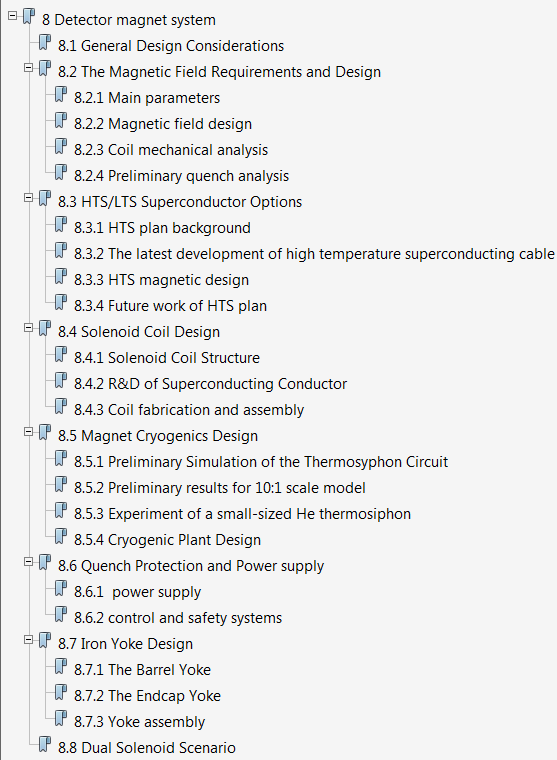 8 Detector magnet system
8.1 General Design Considerations
8.2 The Magnetic Field Requirements and Design
8.2.1 Main parameters
8.2.2 Magnetic field design
8.2.3 Coil mechanical analysis
8.2.4 Preliminary quench analysis
8.3 HTS/LTS Superconductor Options
8.3.1 HTS plan background
8.3.2 The latest development of high temperature superconducting cable
8.3.3 HTS magnetic design
8.3.4 Future work of HTS plan
8.4 Solenoid Coil Design
8.4.1 Solenoid Coil Structure
8.4.2 R&D of Superconducting Conductor
8.4.3 Coil fabrication and assembly
8.5 Magnet Cryogenics Design
8.5.1 Preliminary Simulation of the Thermosyphon Circuit
8.5.2 Preliminary results for 10:1 scale model
8.5.3 Experiment of a small-sized He thermosiphon
8.5.4 Cryogenic Plant Design
8.6 Quench Protection and Power supply
8.6.1  power supply
8.6.2 control and safety systems
8.7 Iron Yoke Design
8.7.1 The Barrel Yoke
8.7.2 The Endcap Yoke
8.7.3 Yoke assembly
8.8 Dual Solenoid Scenario